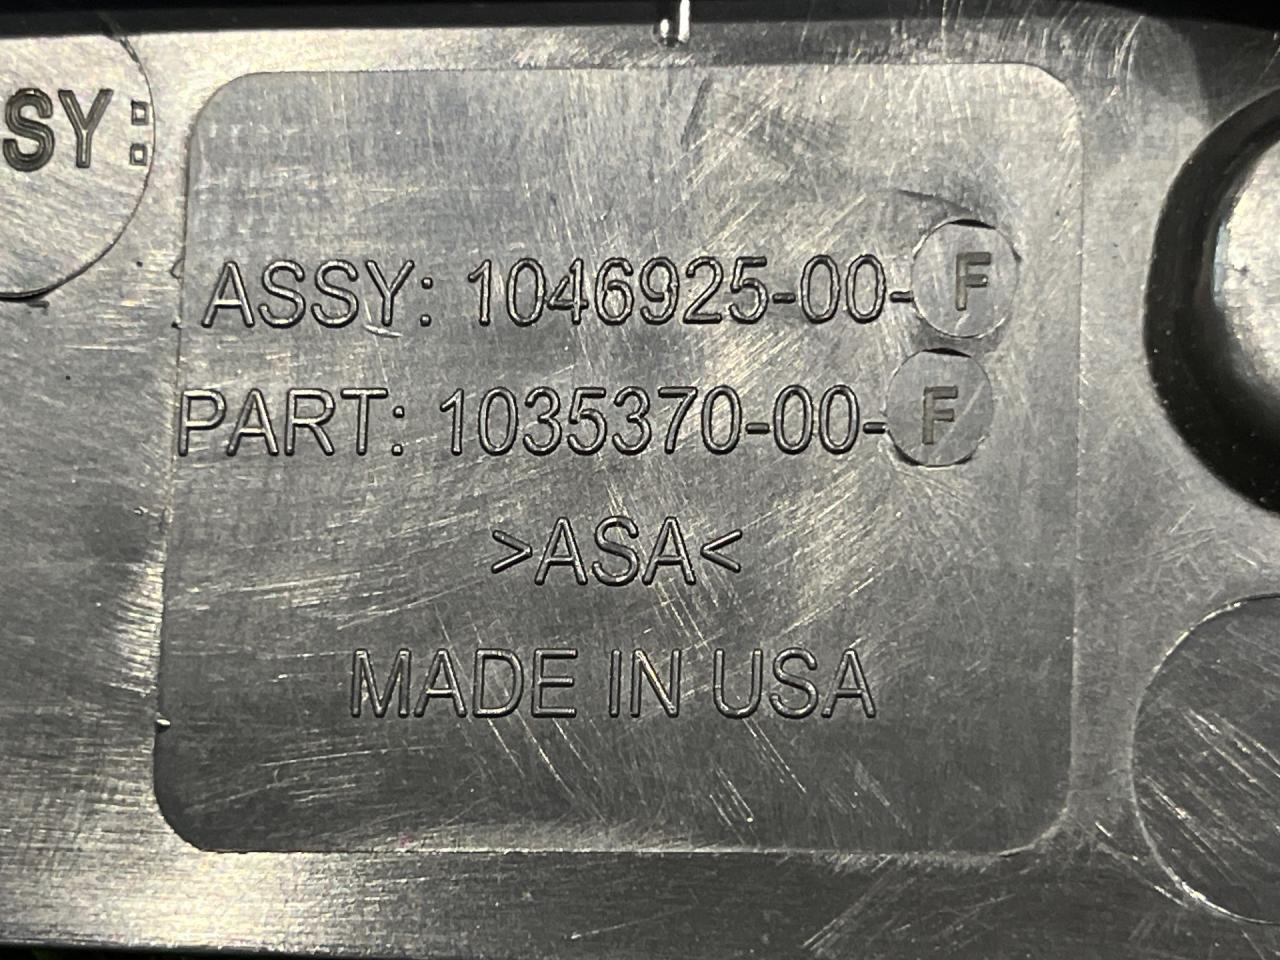 SY:
ASSY: 1046925-00-F
PART: 1035370-00-F
>ASA<
MADE IN USA